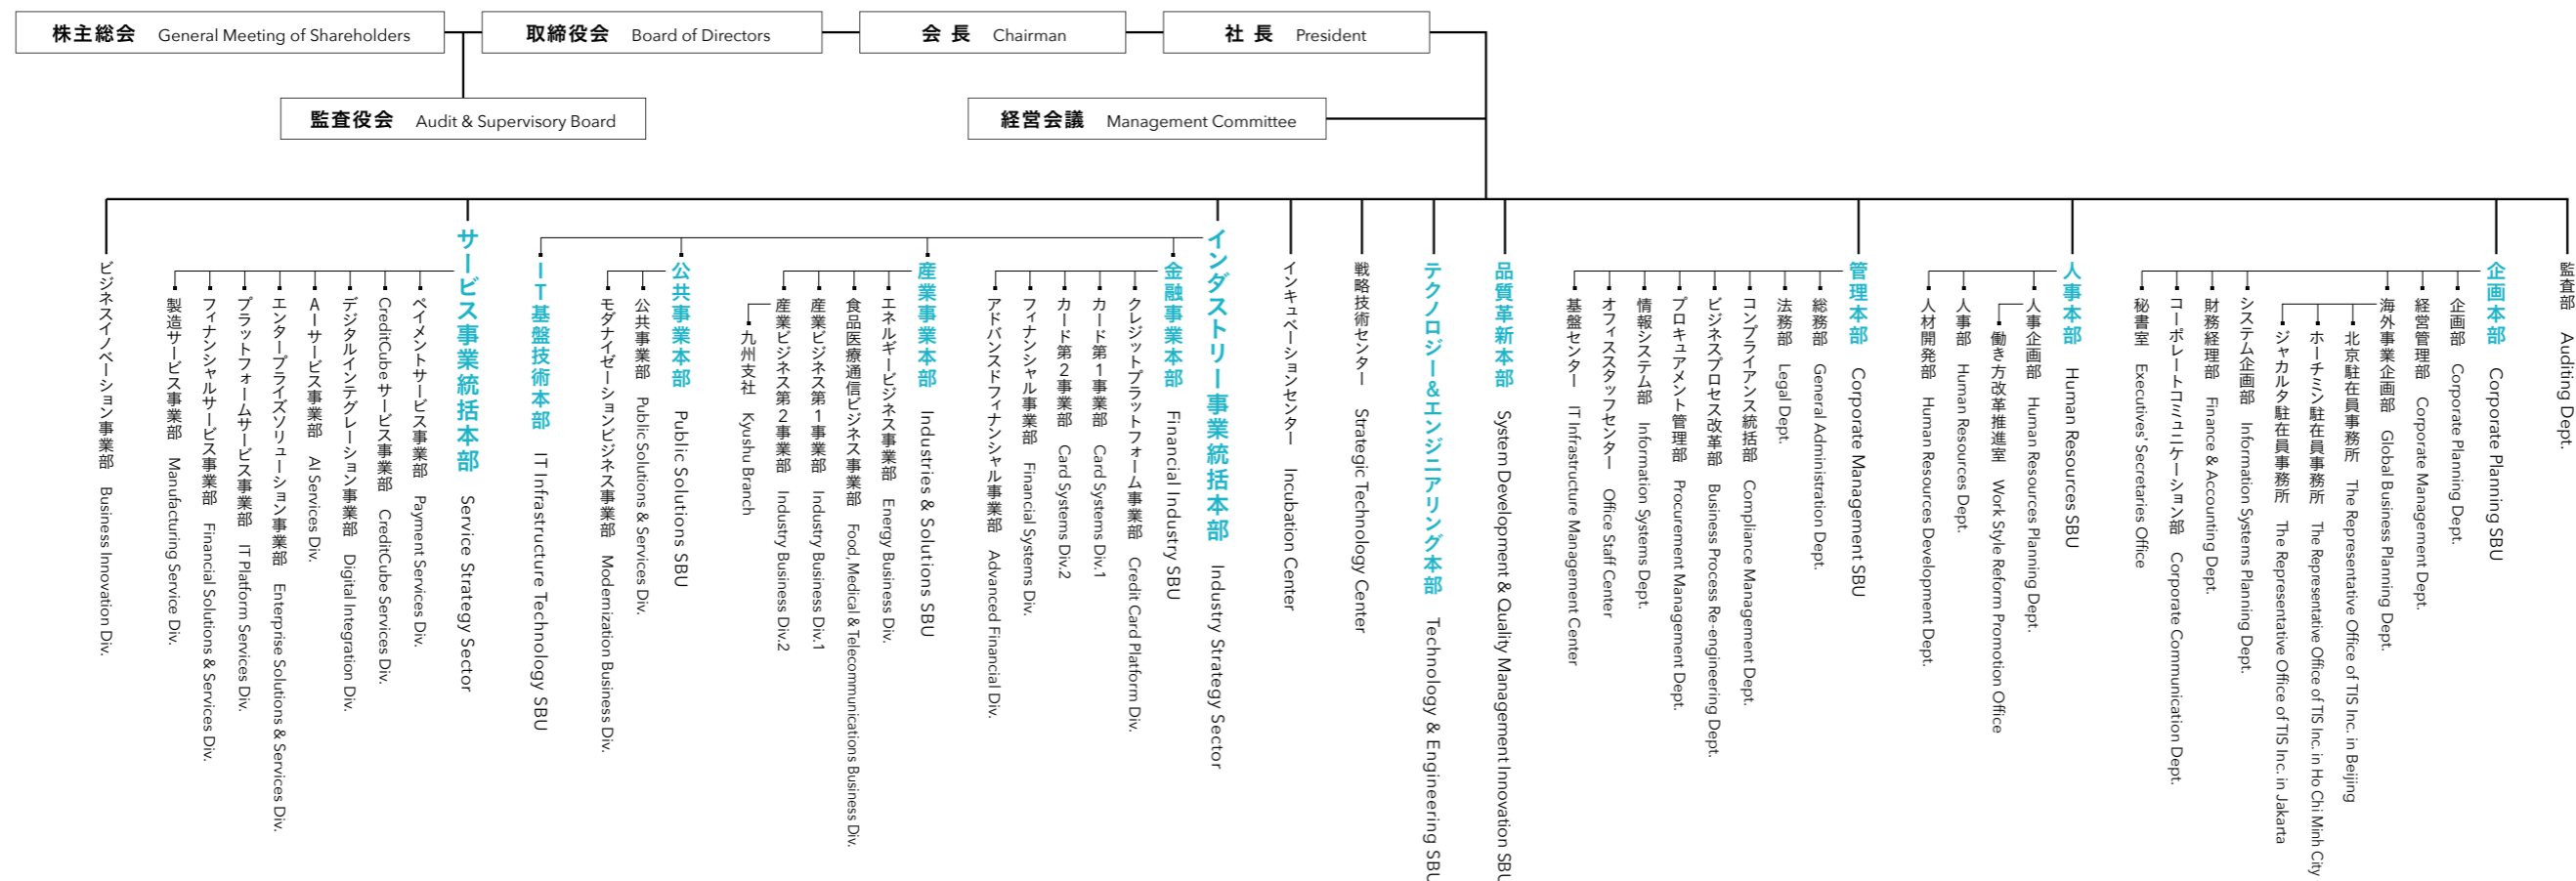 株主総会 General Meeting of Shareholders
取締役会 Board of Directors
会 長 Chairman
社 長 President
監査役会 Audit & Supervisory Board
経営会議 Management Committee
監査部 Auditing Dept.
企画本部 Corporate Planning SBU
企画部 Corporate Planning Dept.
経営管理部 Corporate Management Dept.
海外事業企画部 Global Business Planning Dept.
北京駐在員事務所 The Representative Office of TIS Inc. in Beijing
ホーチミン駐在員事務所 The Representative Office of TIS Inc. in Ho Chi Minh City
ジャカルタ駐在員事務所 The Representative Office of TIS Inc. in Jakarta
システム企画部 Information Systems Planning Dept.
財務経理部 Finance & Accounting Dept.
コーポレートコミュニケーション部 Corporate Communication Dept.
秘書室 Executives' Secretaries Office
人事本部 Human Resources SBU
人事企画部 Human Resources Planning Dept.
働き方改革推進室 Work Style Reform Promotion Office
人事部 Human Resources Dept.
人材開発部 Human Resources Development Dept.
管理本部 Corporate Management SBU
総務部 General Administration Dept.
法務部 Legal Dept.
コンプライアンス統括部 Compliance Management Dept.
ビジネスプロセス改革部 Business Process Re-engineering Dept.
プロキュアメント管理部 Procurement Management Dept.
情報システム部 Information Systems Dept.
オフィススタッフセンター Office Staff Center
基盤センター IT Infrastructure Management Center
品質革新本部 System Development & Quality Management Innovation SBU
テクノロジー&エンジニアリング本部 Technology & Engineering SBU
戦略技術センター Strategic Technology Center
インキュベーションセンター Incubation Center
インダストリー事業統括本部 Industry Strategy Sector
金融事業本部 Financial Industry SBU
クレジットプラットフォーム事業部 Credit Card Platform Div.
カード第1事業部 Card Systems Div.1
カード第2事業部 Card Systems Div.2
フィナンシャル事業部 Financial Systems Div.
アドバンスドフィナンシャル事業部 Advanced Financial Div.
産業事業本部 Industries & Solutions SBU
エネルギービジネス事業部 Energy Business Div.
食品医療通信ビジネス事業部 Food, Medical & Telecommunications Business Div.
産業ビジネス第1事業部 Industry Business Div.1
産業ビジネス第2事業部 Industry Business Div.2
九州支社 Kyushu Branch
公共事業本部 Public Solutions SBU
公共事業部 Public Solutions & Services Div.
モダナイゼーションビジネス事業部 Modernization Business Div.
IT基盤技術本部 IT Infrastructure Technology SBU
サービス事業統括本部 Service Strategy Sector
ペイメントサービス事業部 Payment Services Div.
CreditCubeサービス事業部 CreditCube Services Div.
デジタルインテグレーション事業部 Digital Integration Div.
AIサービス事業部 AI Services Div.
エンタープライズソリューション事業部 Enterprise Solutions & Services Div.
プラットフォームサービス事業部 IT Platform Services Div.
フィナンシャルサービス事業部 Financial Solutions & Services Div.
製造サービス事業部 Manufacturing Service Div.
ビジネスイノベーション事業部 Business Innovation Div.